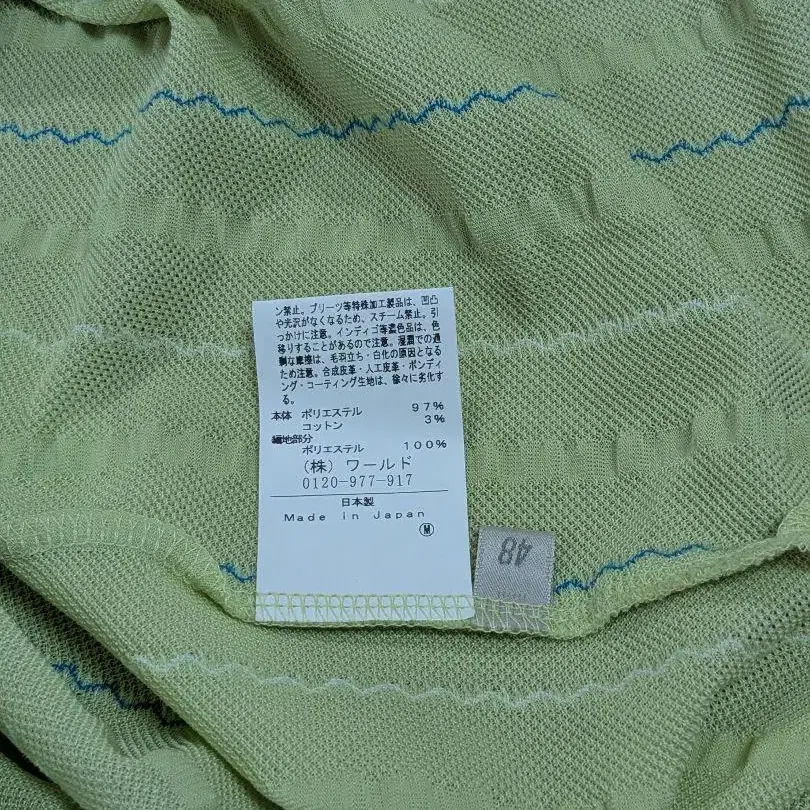 ン禁止。プリーツ等特殊加工製品は、凹凸
や光沢がなくなるため、スチーム禁止。引
っかけに注意。インディゴ等濃色品は、色
移りすることがあるので注意。湿潤での過
剰な摩擦は、毛羽立ち・白化の原因となる
ため注意。合成皮革・人工皮革・ボンディ
ング・コーティング生地は、徐々に劣化す
る。
本体 ポリエステル 97%
コットン 3%
編地部分
ポリエステル 100%
(株) ワールド
0120-977-917
日本製
Made in Japan
M
48